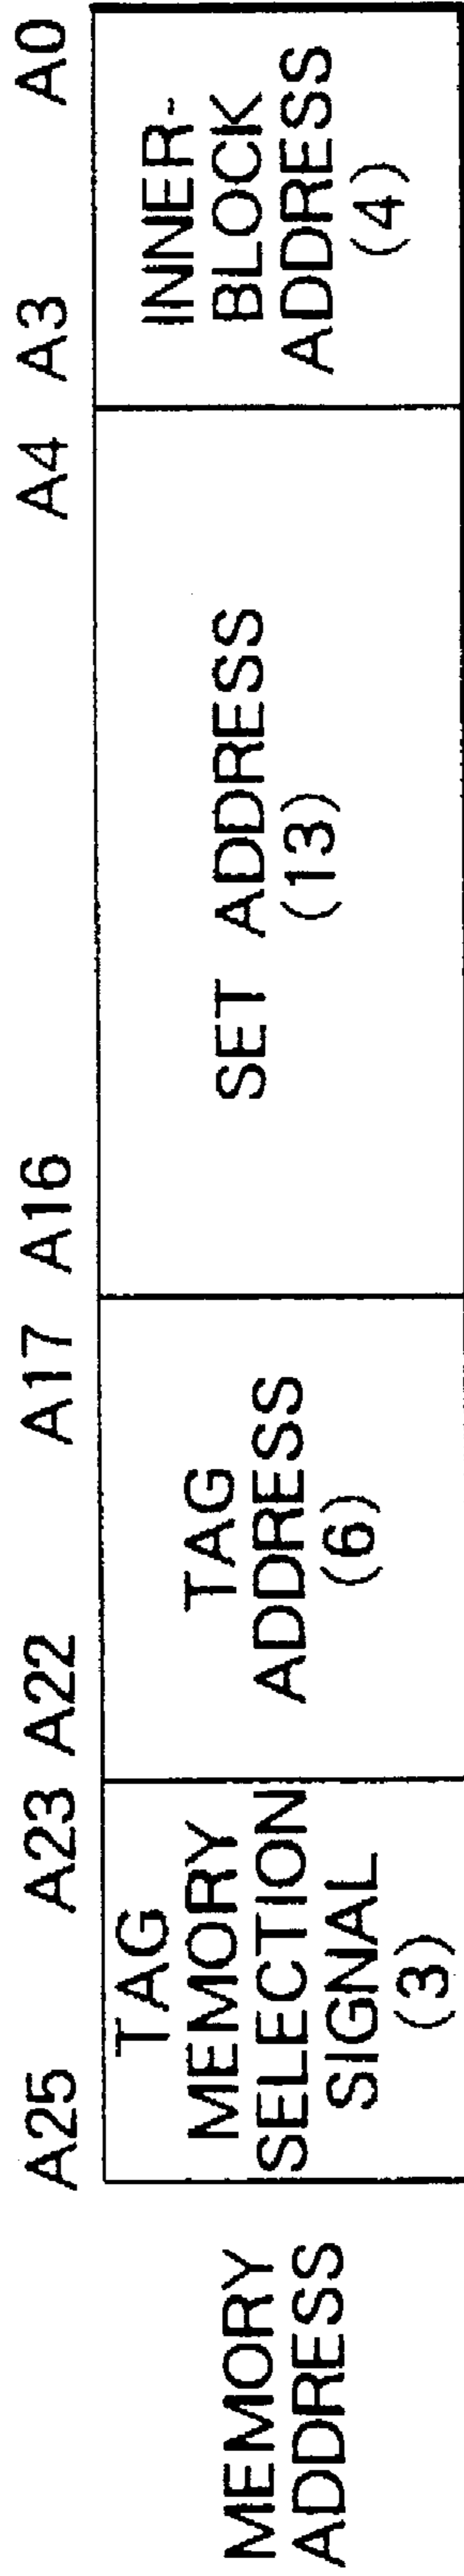 A25 A23 A22 A17 A16 A4 A3 A0
MEMORY
ADDRESS
TAG
MEMORY
SELECTION
SIGNAL
(3)
TAG
ADDRESS
(6)
SET ADDRESS
(13)
INNER-
BLOCK
ADDRESS
(4)